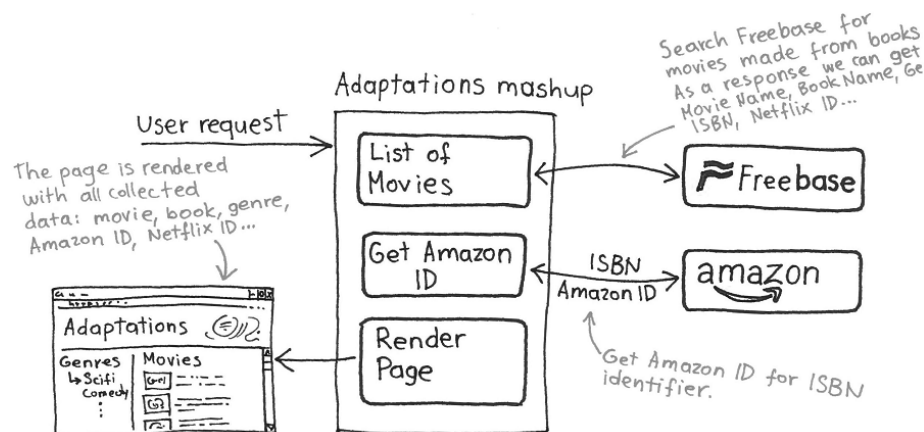 Search Freebase for
movies made from books
As a response we can get
Movie Name, Book Name, Ge
ISBN, Netflix ID...
Adaptations mashup
User request
The page is rendered
with all collected
data: movie, book, genre,
Amazon ID, Netflix ID...
List of
Movies
Freebase
Get Amazon
ID
ISBN
Amazon ID
amazon
Render
Page
Get Amazon ID for ISBN
identifier.
Adaptations
Genres
Scifi
Comedy
Movies